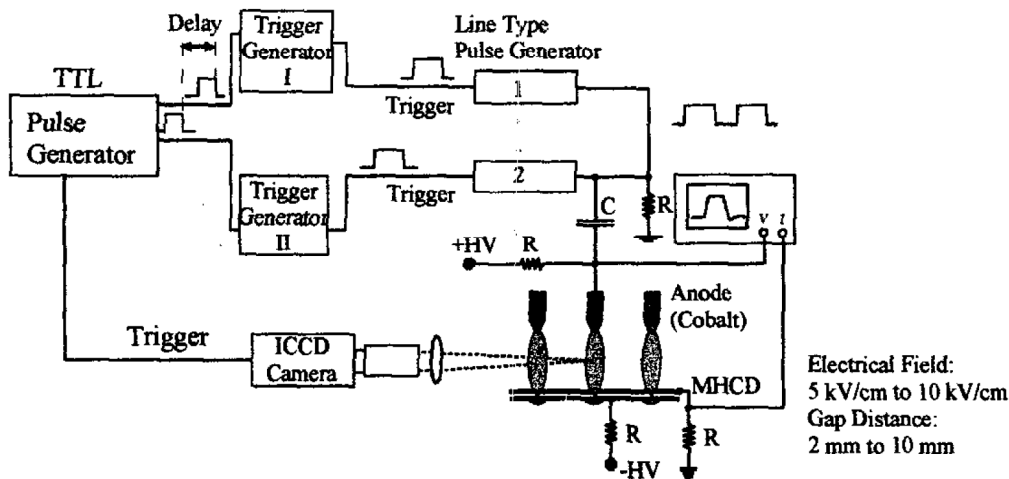 Delay
Trigger
Generator
I
Line Type
Pulse Generator
TTL
1
Trigger
Pulse
Generator
2
Trigger
Trigger
Generator
II
C
R
V
I
+HV
R
Anode
(Cobalt)
Trigger
ICCD
Camera
MHCD
Electrical Field:
5 kV/cm to 10 kV/cm
Gap Distance:
2 mm to 10 mm
R
R
-HV